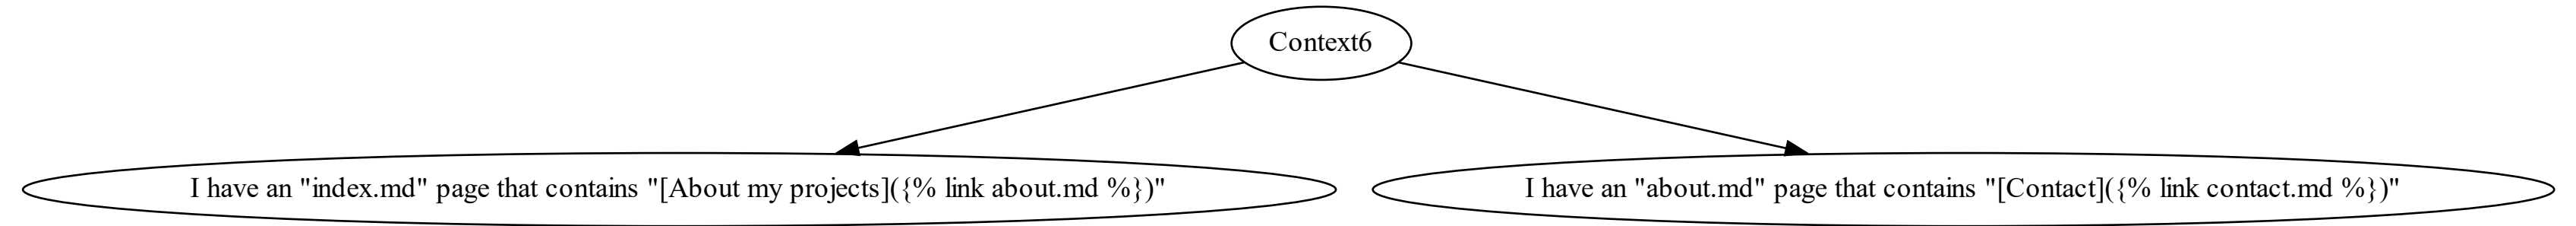 Context6
I have an "index.md" page that contains "[About my projects]({% link about.md %})"
I have an "about.md" page that contains "[Contact]({% link contact.md %})"